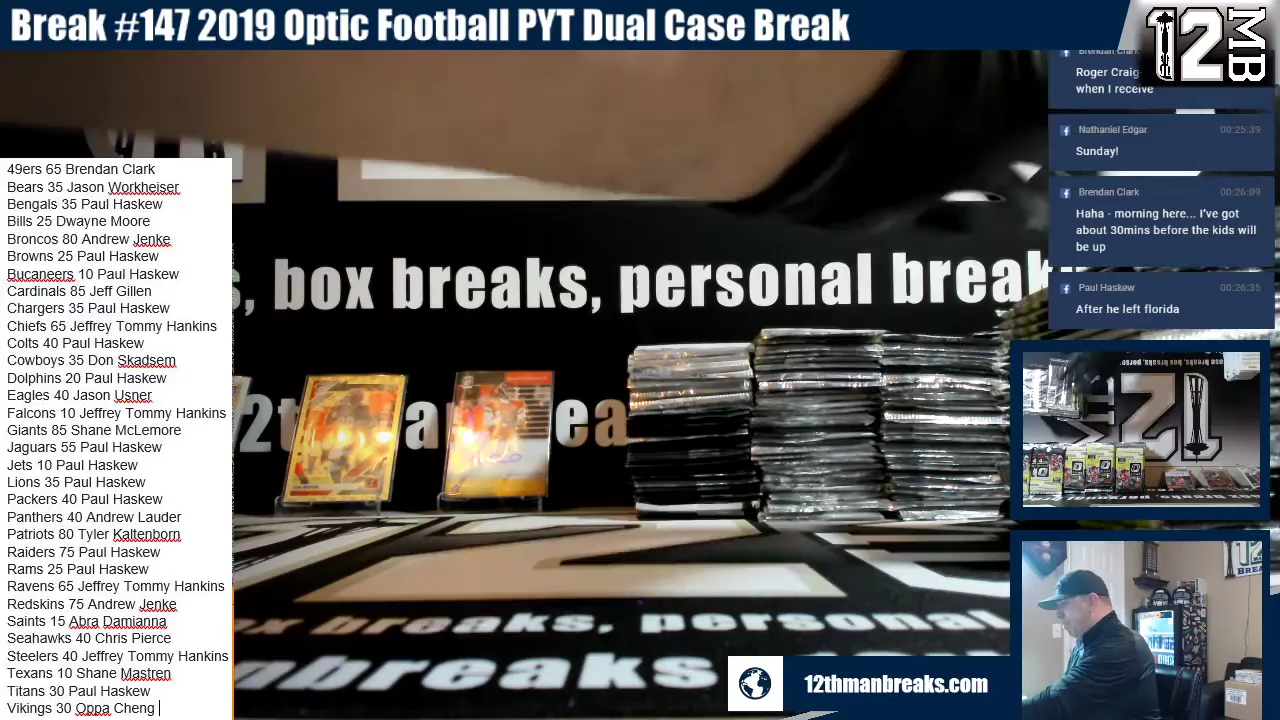 Break #147 2019 Optic Football PYT Dual Case Break
12
MB
49ers 65 Brendan Clark
Bears 35 Jason Workheiser
Bengals 35 Paul Haskew
Bills 25 Dwayne Moore
Broncos 80 Andrew Jenke
Browns 25 Paul Haskew
Bucaneers 10 Paul Haskew
Cardinals 85 Jeff Gillen
Chargers 35 Paul Haskew
Chiefs 65 Jeffrey Tommy Hankins
Colts 40 Paul Haskew
Cowboys 35 Don Skadsem
Dolphins 20 Paul Haskew
Eagles 40 Jason Usner
Falcons 10 Jeffrey Tommy Hankins
Giants 85 Shane McLemore
Jaguars 55 Paul Haskew
Jets 10 Paul Haskew
Lions 35 Paul Haskew
Packers 40 Paul Haskew
Panthers 40 Andrew Lauder
Patriots 80 Tyler Kaltenborn
Raiders 75 Paul Haskew
Rams 25 Paul Haskew
Ravens 65 Jeffrey Tommy Hankins
Redskins 75 Andrew Jenke
Saints 15 Abra Damianna
Seahawks 40 Chris Pierce
Steelers 40 Jeffrey Tommy Hankins
Texans 10 Shane Mastren
Titans 30 Paul Haskew
Vikings 30 Oppa Cheng
s, box breaks, personal break
12th a ea
ox breaks, personal
nbreaks
Brendan Clark
Roger Craig
when I receive
Nathaniel Edgar 00:25:39
Sunday!
Brendan Clark 00:26:09
Haha - morning here... I've got
about 30mins before the kids will
be up
Paul Haskew 00:26:35
After he left florida
12thmanbreaks.com